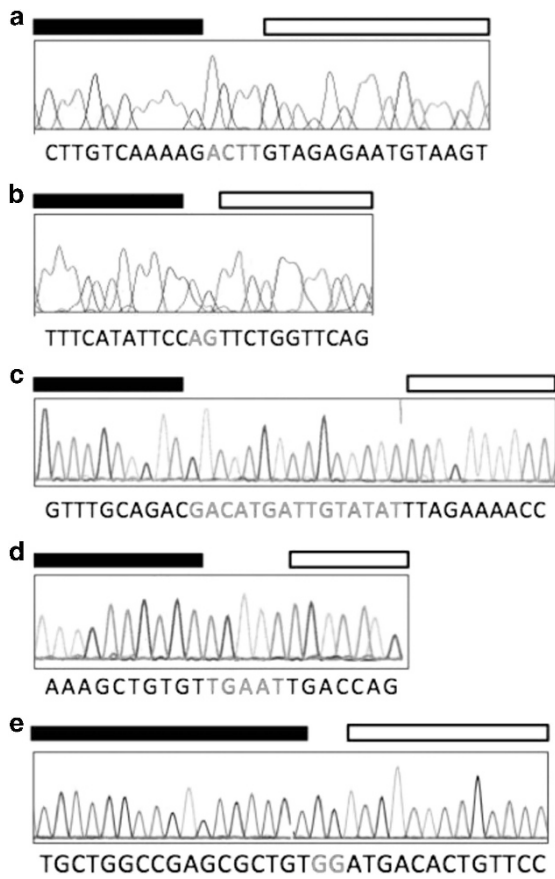 a
CTTGTCAAAAGACTTGTAGAGAATGTAAGT
b
TTTCATATTCCAGTTCTGGTTCAG
c
GTTTGCAGACGACATGATTGTATATTTAGAAAACC
d
AAAGCTGTGTTGAATTGACCAG
e
TGCTGGCCGAGCGCTGTGGATGACACTGTTCC